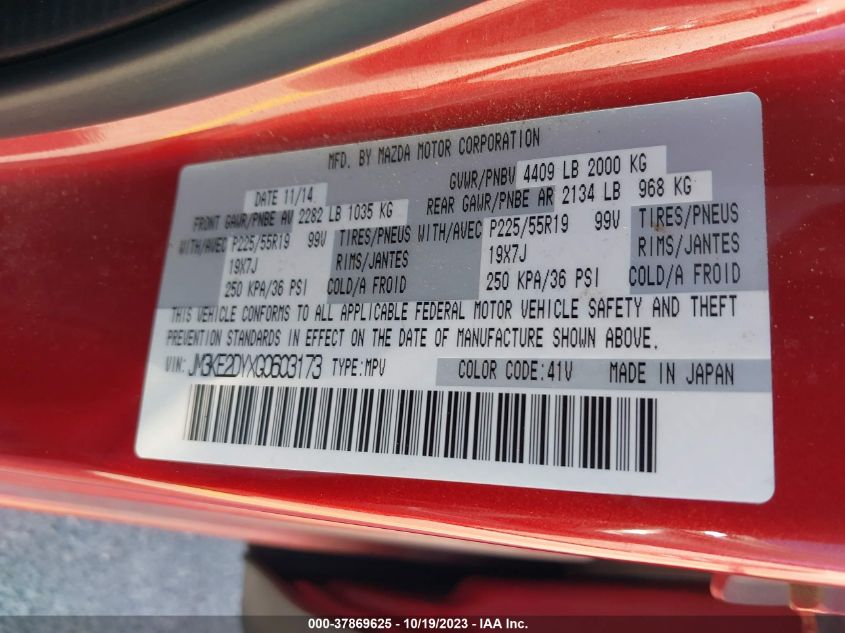 MFD. BY MAZDA MOTOR CORPORATION
DATE 11/14 GVWR/PNBV 4409 LB 2000 KG
FRONT GAWR/PNBE AV 2282 LB 1035 KG REAR GAWR/PNBE AR 2134 LB 968 KG
WITH/AVEC P225/55R19 99V TIRES/PNEUS WITH/AVEC P225/55R19 99V TIRES/PNEUS
19X7J RIMS/JANTES 19X7J RIMS/JANTES
250 KPA/36 PSI COLD/A FROID 250 KPA/36 PSI COLD/A FROID
THIS VEHICLE CONFORMS TO ALL APPLICABLE FEDERAL MOTOR VEHICLE SAFETY AND THEFT
PREVENTION STANDARDS IN EFFECT ON THE DATE OF MANUFACTURE SHOWN ABOVE.
VIN: JM3KE2DYXG0603173 TYPE:MPV COLOR CODE:41V MADE IN JAPAN
000-37869625 - 10/19/2023 - IAA Inc.